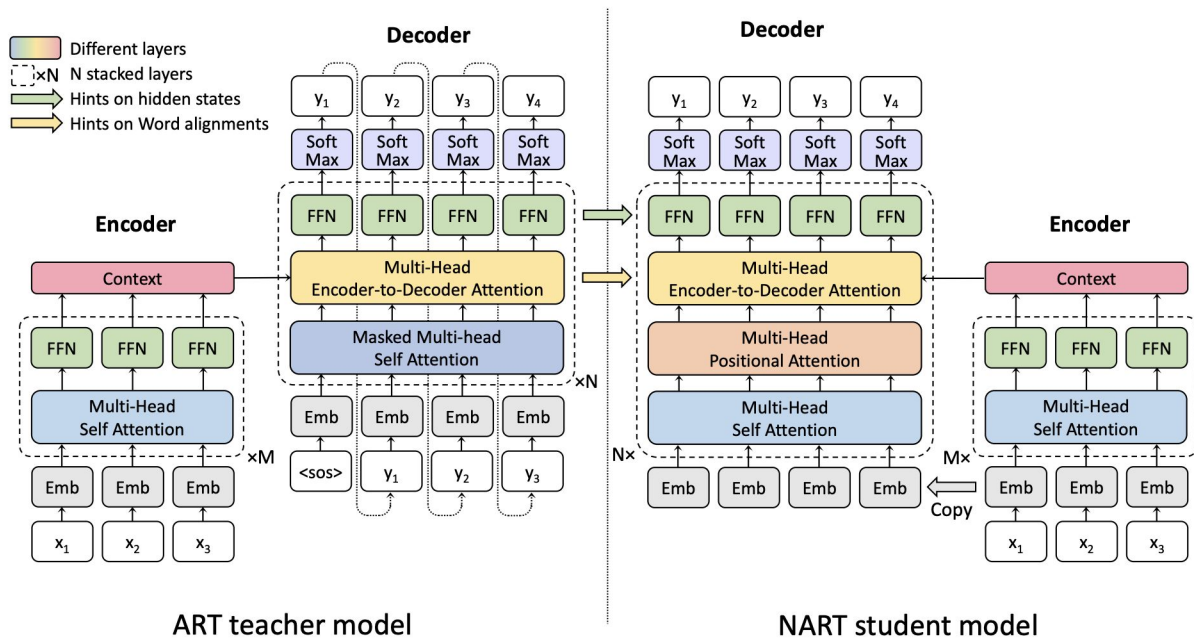 Different layers
×N N stacked layers
Hints on hidden states
Hints on Word alignments
Encoder
Context
FFN FFN FFN
Multi-Head
Self Attention
×M
Emb Emb Emb
x₁ x₂ x₃
Decoder
y₁ y₂ y₃ y₄
Soft Max Soft Max Soft Max Soft Max
FFN FFN FFN FFN
Multi-Head
Encoder-to-Decoder Attention
Masked Multi-head
Self Attention
×N
Emb Emb Emb Emb
<sos> y₁ y₂ y₃
ART teacher model
Decoder
y₁ y₂ y₃ y₄
Soft Max Soft Max Soft Max Soft Max
FFN FFN FFN FFN
Multi-Head
Encoder-to-Decoder Attention
Multi-Head
Positional Attention
Multi-Head
Self Attention
N×
Emb Emb Emb Emb
Copy
Encoder
Context
FFN FFN FFN
Multi-Head
Self Attention
M×
Emb Emb Emb
x₁ x₂ x₃
NART student model